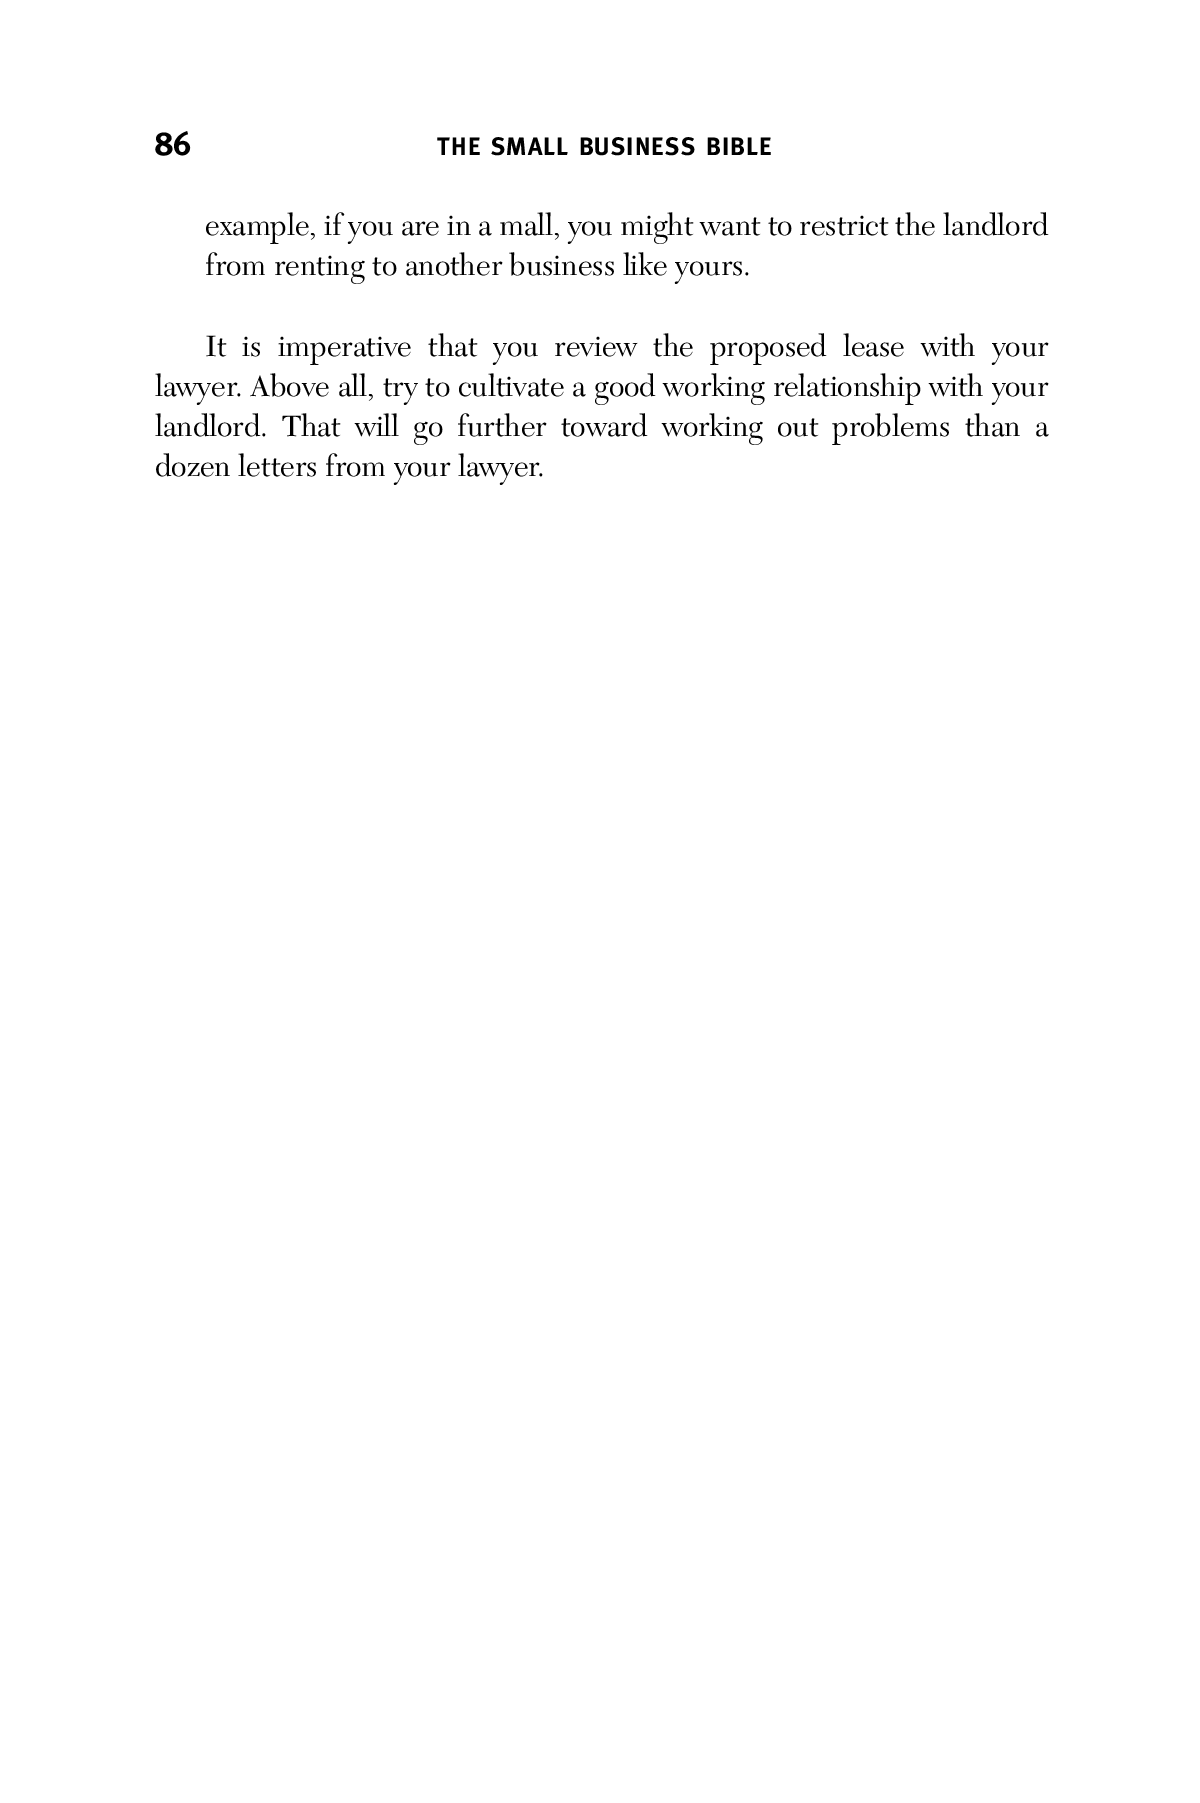 86 THE SMALL BUSINESS BIBLE
example, if you are in a mall, you might want to restrict the landlord
from renting to another business like yours.
It is imperative that you review the proposed lease with your
lawyer. Above all, try to cultivate a good working relationship with your
landlord. That will go further toward working out problems than a
dozen letters from your lawyer.